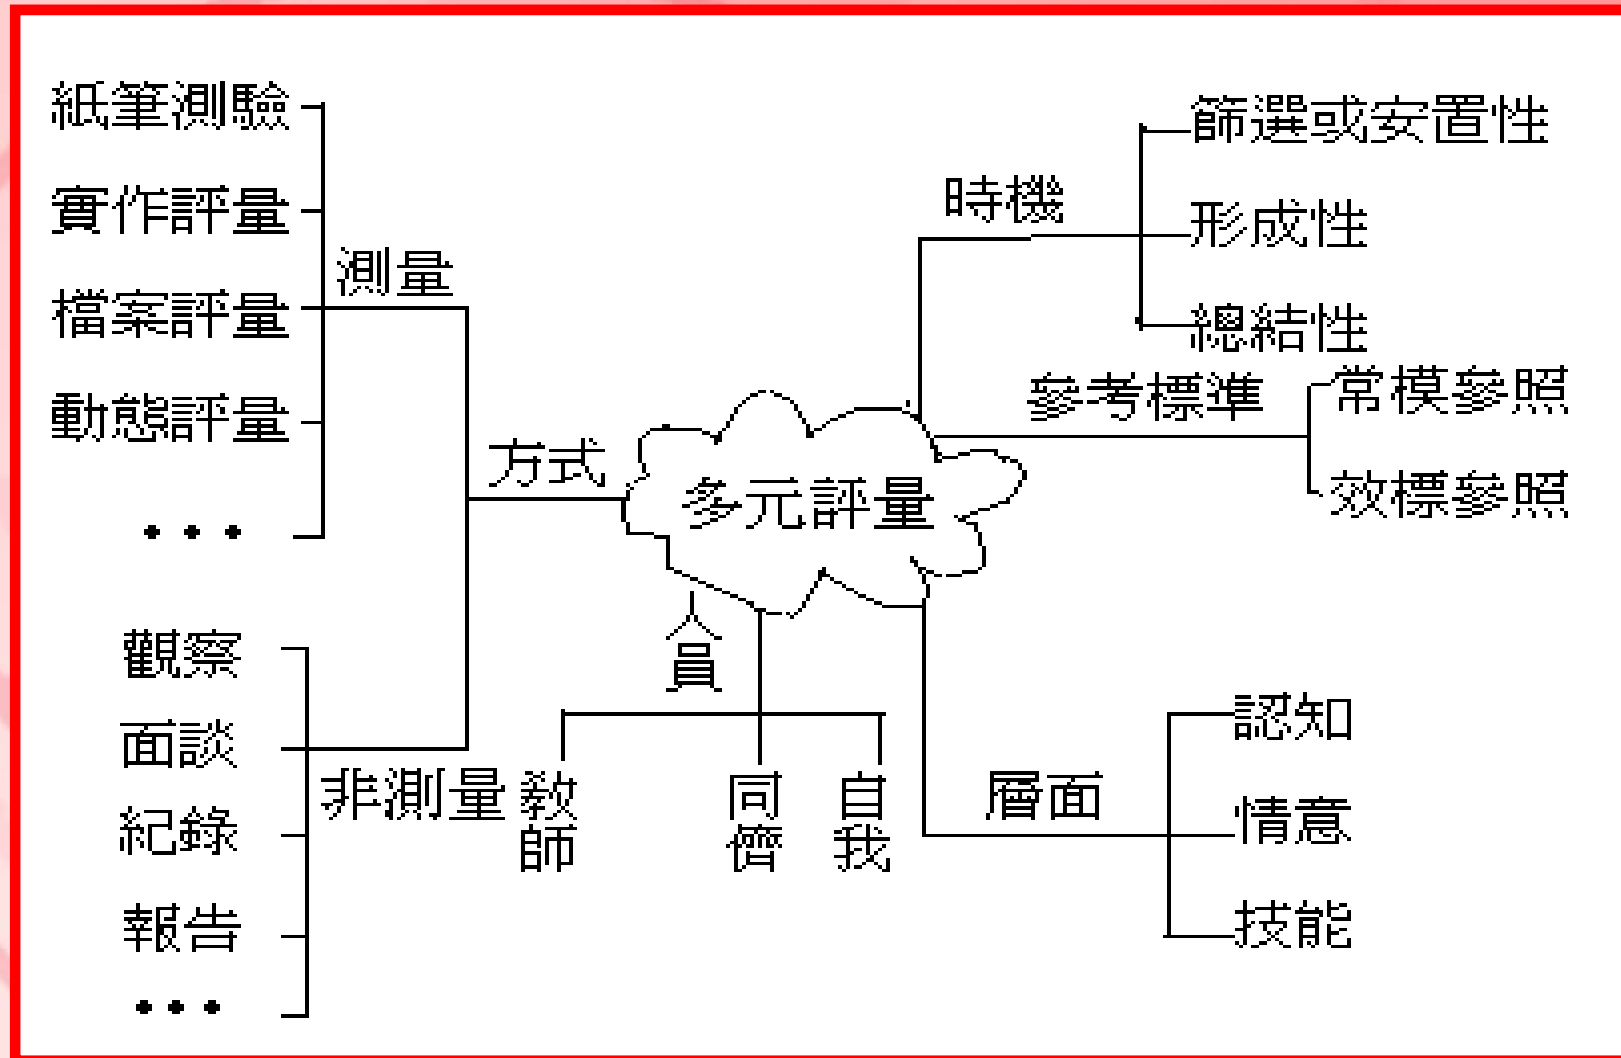 紙筆測驗
實作評量
檔案評量
動態評量
• • •
測量
方式
觀察
面談
紀錄
報告
• • •
非測量
多元評量
時機
篩選或安置性
形成性
總結性
參考標準
常模參照
效標參照
人員
教師
同儕
自我
層面
認知
情意
技能